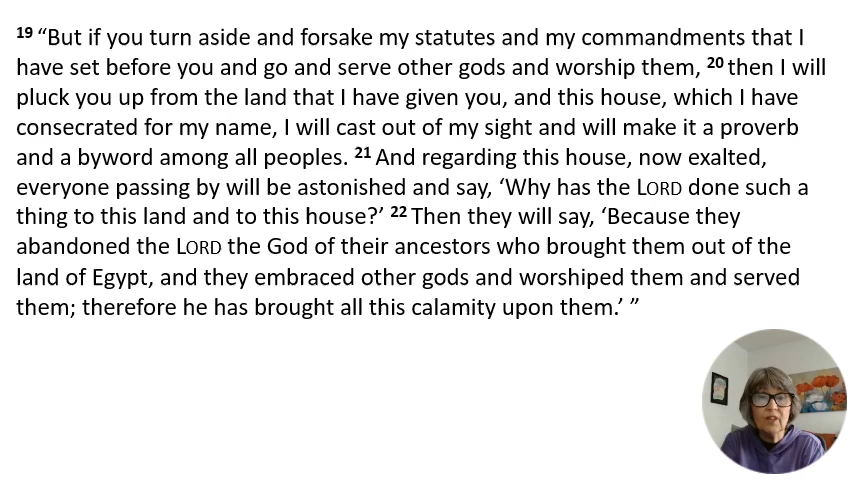 19 “But if you turn aside and forsake my statutes and my commandments that I
have set before you and go and serve other gods and worship them, 20 then I will
pluck you up from the land that I have given you, and this house, which I have
consecrated for my name, I will cast out of my sight and will make it a proverb
and a byword among all peoples. 21 And regarding this house, now exalted,
everyone passing by will be astonished and say, ‘Why has the LORD done such a
thing to this land and to this house?’ 22 Then they will say, ‘Because they
abandoned the LORD the God of their ancestors who brought them out of the
land of Egypt, and they embraced other gods and worshiped them and served
them; therefore he has brought all this calamity upon them.’ ”